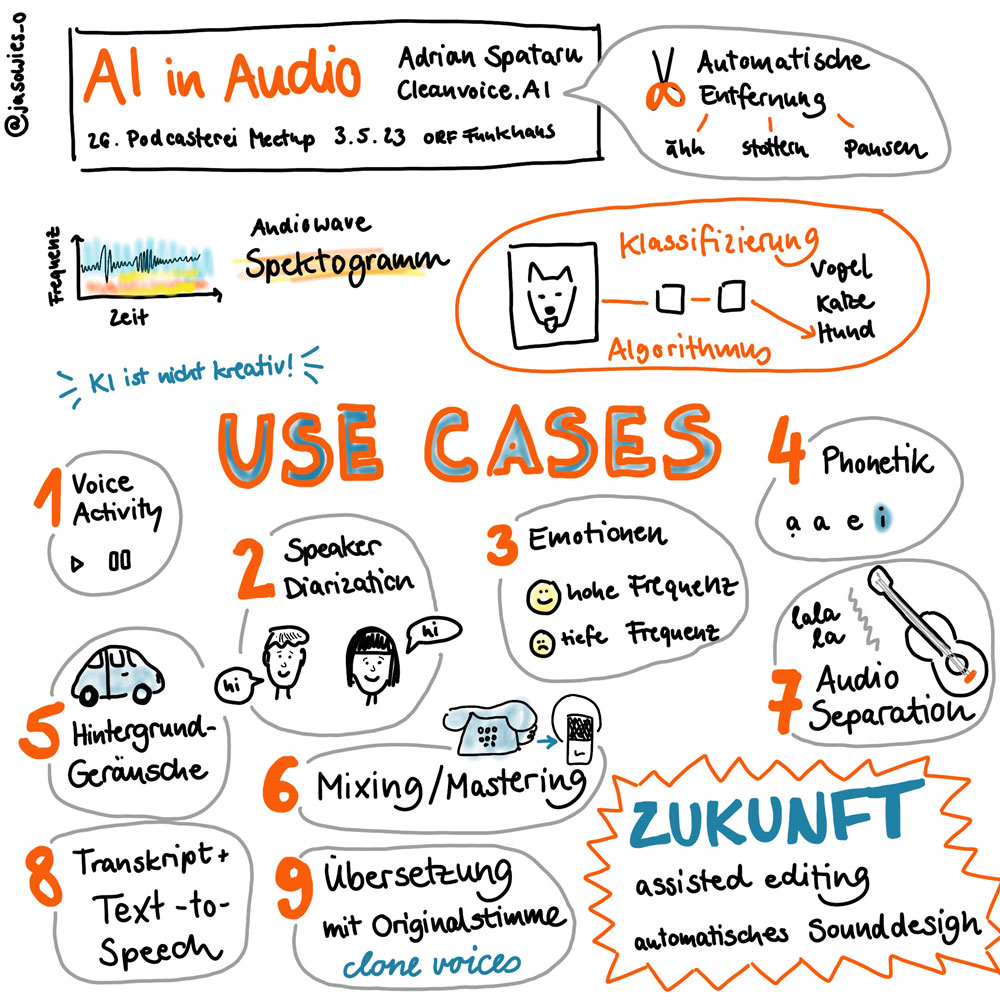 @jasowies_o
AI in Audio
Adrian Spataru
Cleanvoice.AI
26. Podcasterei Meetup 3.5.23 ORF Funkhaus
Automatische
Entfernung
ähh stottern Pausen
Frequenz
Zeit
Audiowave
Spektogramm
Klassifizierung
Vogel
Katze
Hund
Algorithmus
KI ist nicht kreativ!
USE CASES
1 Voice
Activity
2 Speaker
Diarization
hi
hi
3 Emotionen
hohe Frequenz
tiefe Frequenz
4 Phonetik
ạ a e i
5 Hintergrund-
Geräusche
6 Mixing/Mastering
lala
la
7 Audio
Separation
8 Transkript +
Text-to-
Speech
9 Übersetzung
mit Originalstimme
clone voices
ZUKUNFT
assisted editing
automatisches Sounddesign